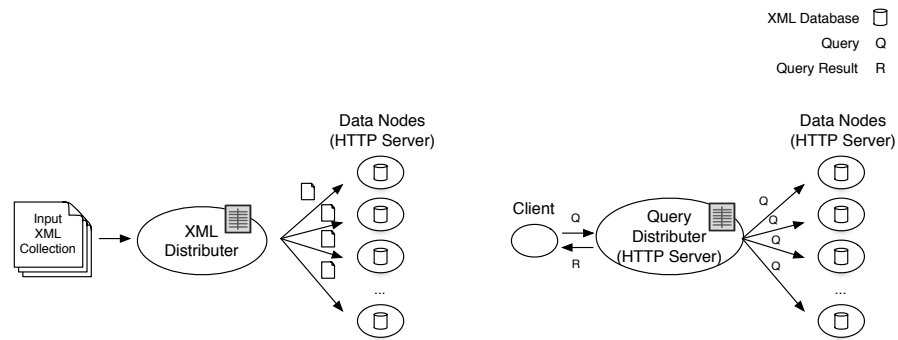 XML Database
Query Q
Query Result R
Data Nodes
(HTTP Server)
Input
XML
Collection
XML
Distributer
...
Data Nodes
(HTTP Server)
Client
Q
R
Query
Distributer
(HTTP Server)
Q
Q
Q
Q
...